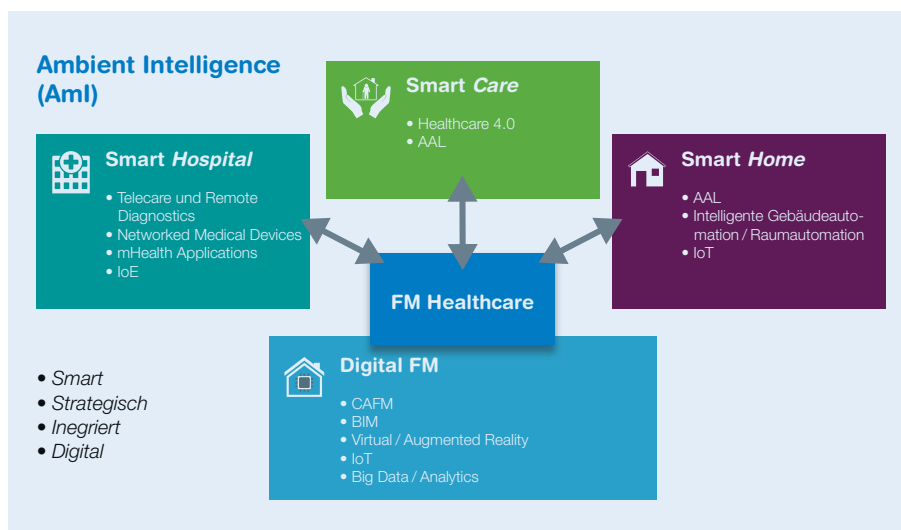 Ambient Intelligence
(AmI)
Smart Care
• Healthcare 4.0
• AAL
Smart Hospital
• Telecare und Remote
Diagnostics
• Networked Medical Devices
• mHealth Applications
• IoE
Smart Home
• AAL
• Intelligente Gebäudeauto-
mation / Raumautomation
• IoT
FM Healthcare
Digital FM
• CAFM
• BIM
• Virtual / Augmented Reality
• IoT
• Big Data / Analytics
• Smart
• Strategisch
• Inegriert
• Digital